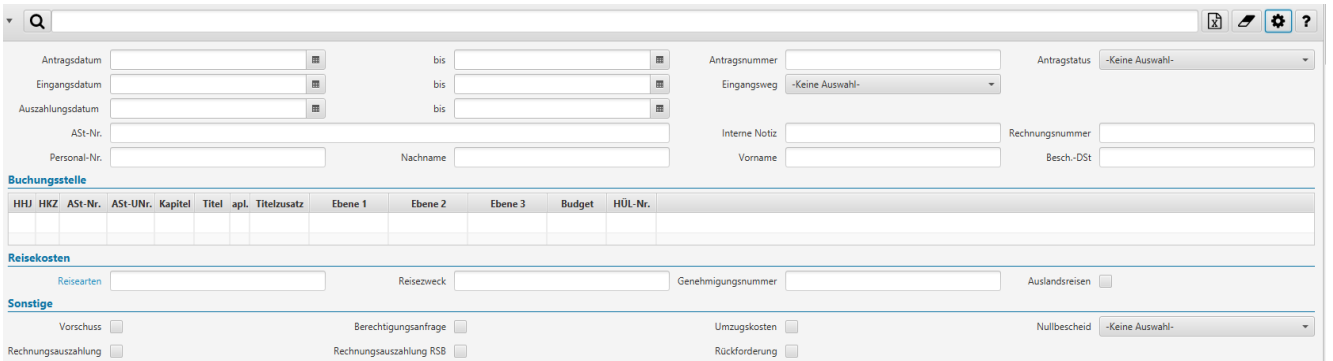 ?
Antragsdatum bis Antragsnummer Antragstatus -Keine Auswahl-
Eingangsdatum bis Eingangsweg -Keine Auswahl-
Auszahlungsdatum bis
ASt-Nr. Interne Notiz Rechnungsnummer
Personal-Nr. Nachname Vorname Besch.-DSt
Buchungsstelle
HHJ HKZ ASt-Nr. ASt-UNr. Kapitel Titel apl. Titelzusatz Ebene 1 Ebene 2 Ebene 3 Budget HÜL-Nr.
Reisekosten
Reisearten Reisezweck Genehmigungsnummer Auslandsreisen
Sonstige
Vorschuss Berechtigungsanfrage Umzugskosten Nullbescheid -Keine Auswahl-
Rechnungsauszahlung Rechnungsauszahlung RSB Rückforderung